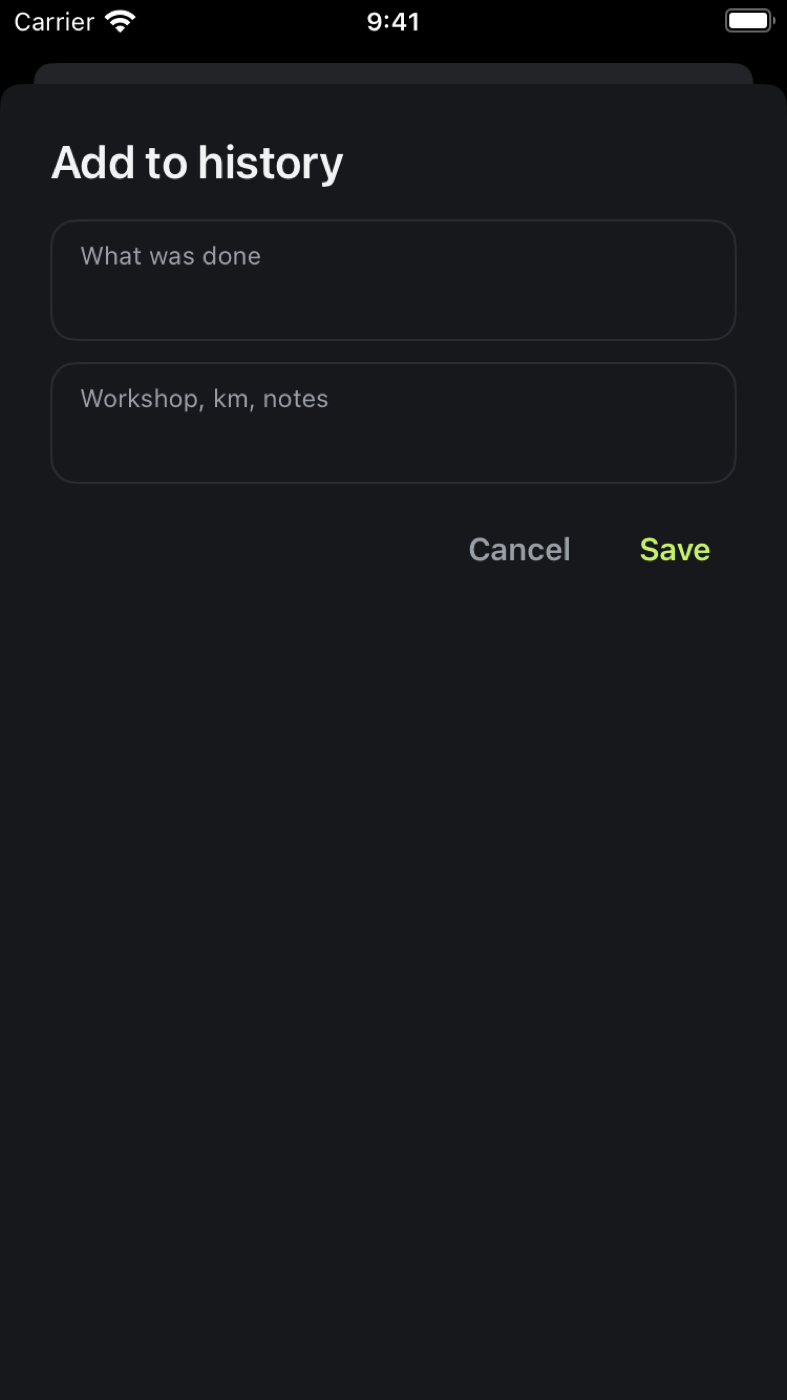 Carrier 9:41
Add to history
What was done
Workshop, km, notes
Cancel Save